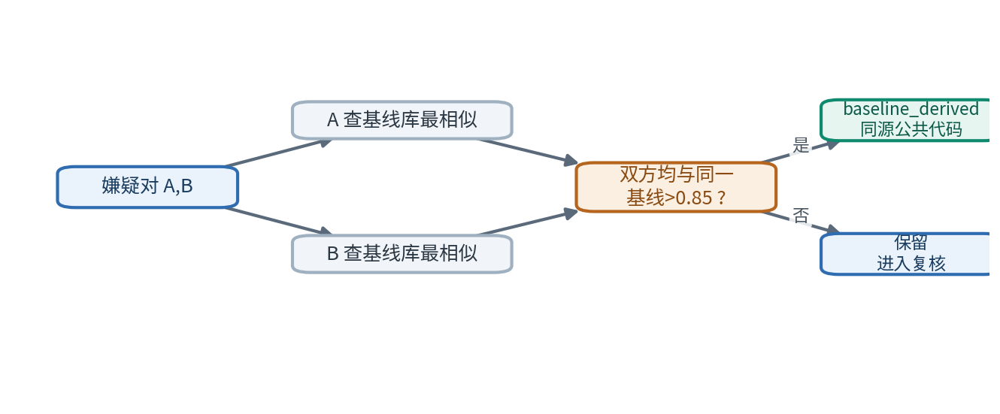 嫌疑对 A,B
A 查基线库最相似
B 查基线库最相似
双方均与同一
基线>0.85？
是
baseline_derived
同源公共代码
否
保留
进入复核